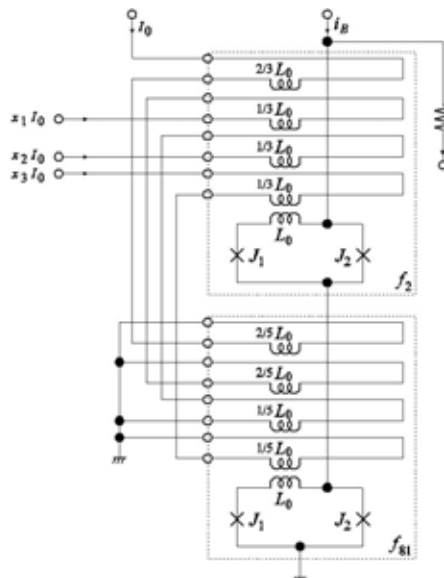 I₀ i_B
2/3 L₀
1/3 L₀
x₁ I₀
1/3 L₀
x₂ I₀
x₃ I₀
1/3 L₀
L₀
J₁ J₂
f₂
2/5 L₀
2/5 L₀
1/5 L₀
1/5 L₀
L₀
J₁ J₂
f₈₁